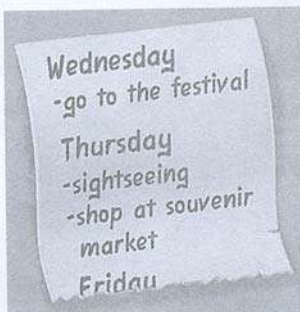 Wednesday
-go to the festival
Thursday
-sightseeing
-shop at souvenir
market
Friday